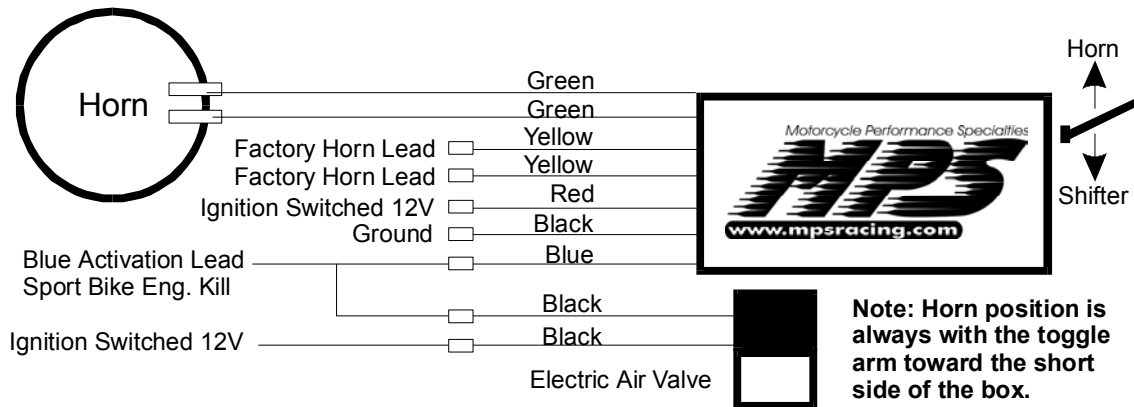 Horn
Green
Green
Yellow
Factory Horn Lead
Yellow
Factory Horn Lead
Red
Ignition Switched 12V
Black
Ground
Blue
Blue Activation Lead
Sport Bike Eng. Kill
Black
Ignition Switched 12V
Black
Electric Air Valve
Motorcycle Performance Specialties
MPS
www.mpsracing.com
Horn
Shifter
Note: Horn position is
always with the toggle
arm toward the short
side of the box.